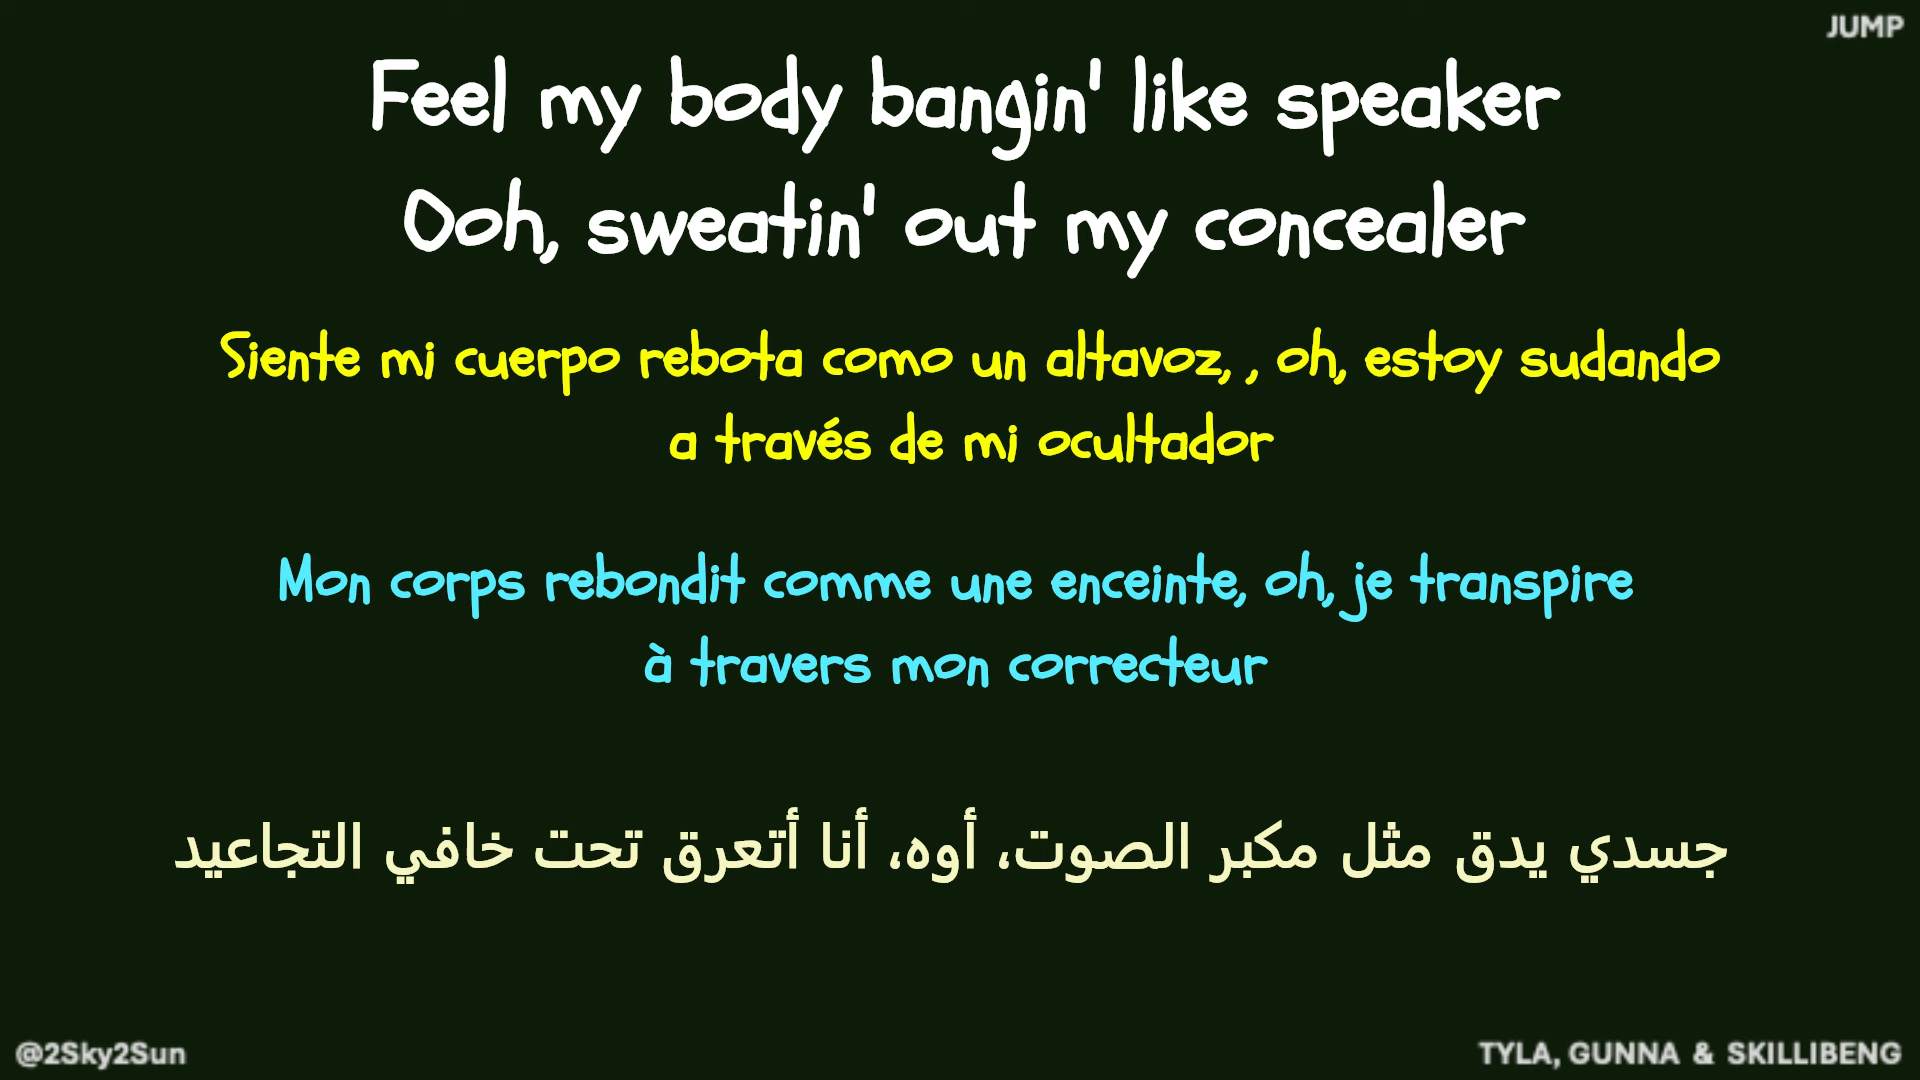 JUMP
Feel my body bangin' like speaker
Ooh, sweatin' out my concealer
Siente mi cuerpo rebota como un altavoz, , oh, estoy sudando
a través de mi ocultador
Mon corps rebondit comme une enceinte, oh, je transpire
à travers mon correcteur
جسدي يدق مثل مكبر الصوت، أوه، أنا أتعرق تحت خافي التجاعيد
@2Sky2Sun
TYLA, GUNNA & SKILLIBENG